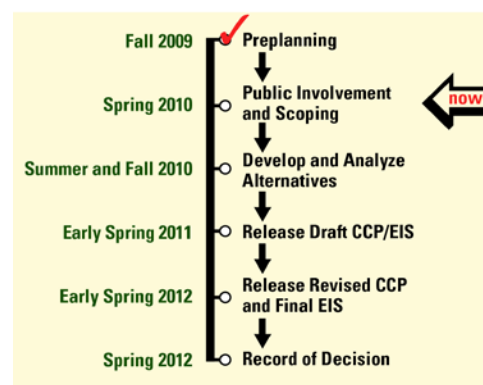 Fall 2009 Preplanning
Spring 2010 Public Involvement
and Scoping
now
Summer and Fall 2010 Develop and Analyze
Alternatives
Early Spring 2011 Release Draft CCP/EIS
Early Spring 2012 Release Revised CCP
and Final EIS
Spring 2012 Record of Decision